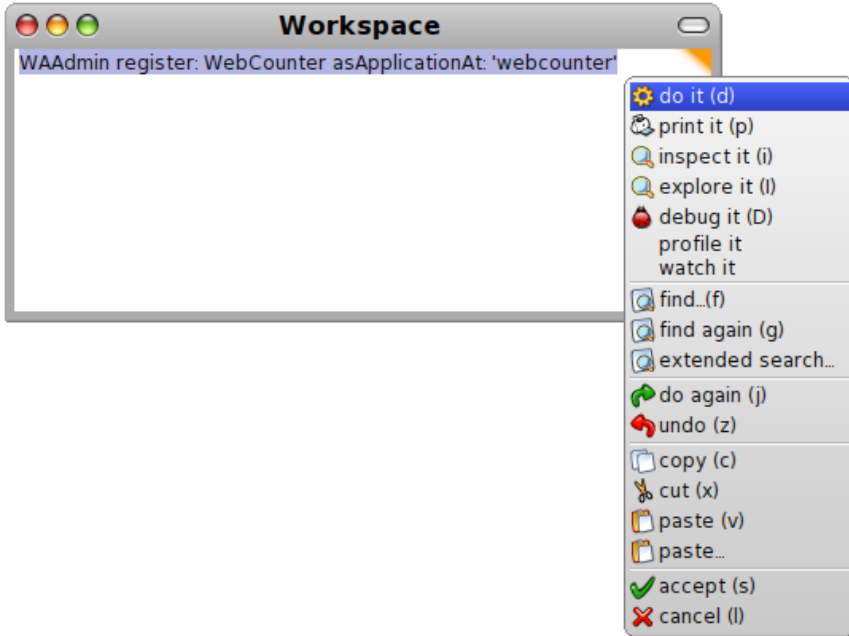 Workspace
WAAdmin register: WebCounter asApplicationAt: 'webcounter'
do it (d)
print it (p)
inspect it (i)
explore it (I)
debug it (D)
profile it
watch it
find...(f)
find again (g)
extended search...
do again (j)
undo (z)
copy (c)
cut (x)
paste (v)
paste...
accept (s)
cancel (l)